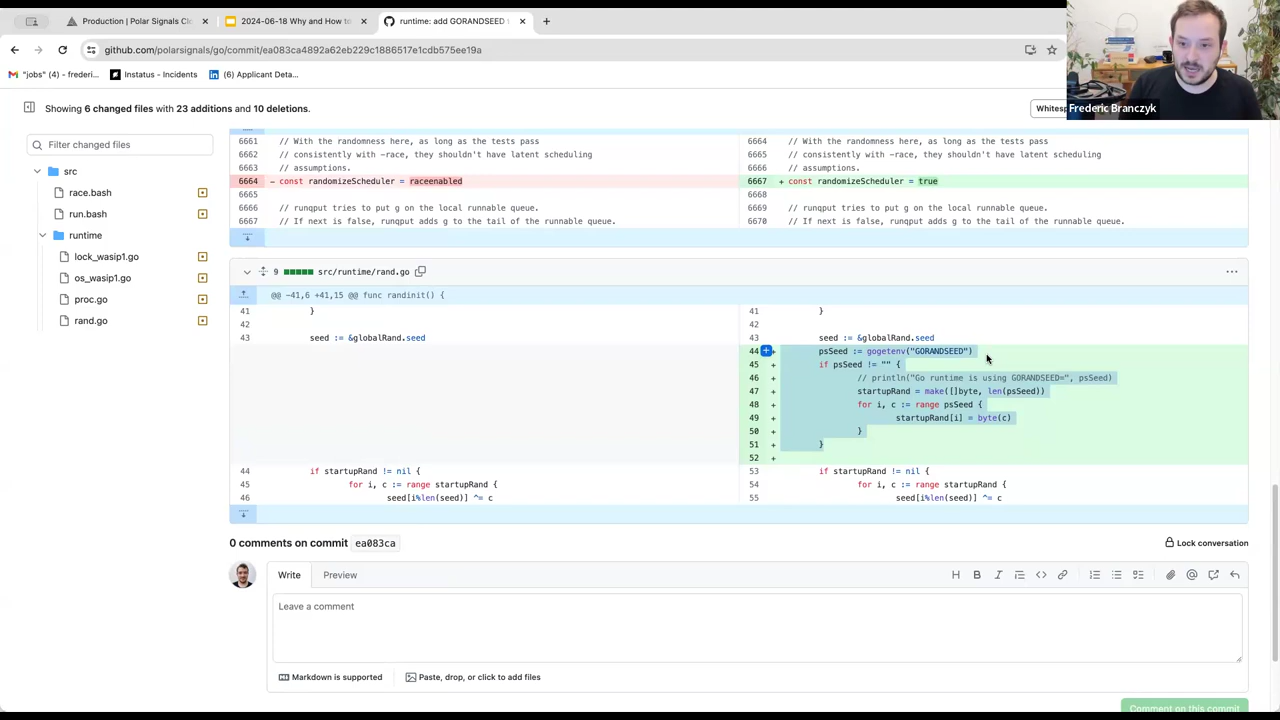 Production | Polar Signals Clo
2024-06-18 Why and How to
runtime: add GORANDSEED
github.com/polarsignals/go/commit/ea083ca4892a62eb229c1886517e1cdb575ee19a
"jobs" (4) - frederi...
Instatus - Incidents
(6) Applicant Deta...
Frederic Branczyk
Showing 6 changed files with 23 additions and 10 deletions.
Whitesp
Filter changed files
src
race.bash
run.bash
runtime
lock_wasip1.go
os_wasip1.go
proc.go
rand.go
6661 // With the randomness here, as long as the tests pass
6662 // consistently with -race, they shouldn't have latent scheduling
6663 // assumptions.
6664 - const randomizeScheduler = raceenabled
6665
6666 // runqput tries to put g on the local runnable queue.
6667 // If next is false, runqput adds g to the tail of the runnable queue.
6664 // With the randomness here, as long as the tests pass
6665 // consistently with -race, they shouldn't have latent scheduling
6666 // assumptions.
6667 + const randomizeScheduler = true
6668
6669 // runqput tries to put g on the local runnable queue.
6670 // If next is false, runqput adds g to the tail of the runnable queue.
9 src/runtime/rand.go
@@ -41,6 +41,15 @@ func randinit() {
41 }
42
43 seed := &globalRand.seed
44 if startupRand != nil {
45 for i, c := range startupRand {
46 seed[i%len(seed)] ^= c
41 }
42
43 seed := &globalRand.seed
44 + psSeed := gogetenv("GORANDSEED")
45 + if psSeed != "" {
46 + // println("Go runtime is using GORANDSEED=", psSeed)
47 + startupRand = make([]byte, len(psSeed))
48 + for i, c := range psSeed {
49 + startupRand[i] = byte(c)
50 + }
51 + }
52 +
53 if startupRand != nil {
54 for i, c := range startupRand {
55 seed[i%len(seed)] ^= c
0 comments on commit ea083ca
Lock conversation
Write
Preview
Leave a comment
Markdown is supported
Paste, drop, or click to add files
Comment on this commit